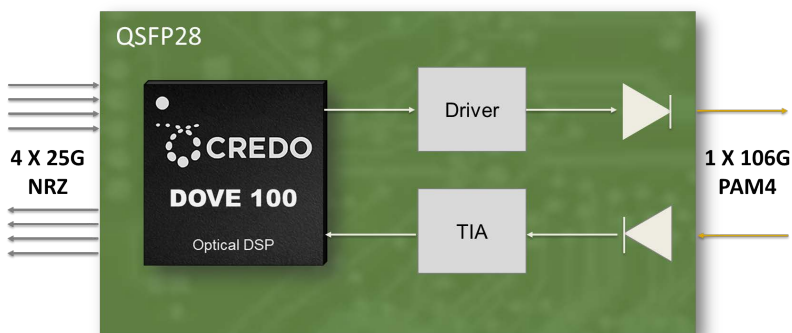 QSFP28
4 X 25G
NRZ
CREDO
DOVE 100
Optical DSP
Driver
TIA
1 X 106G
PAM4